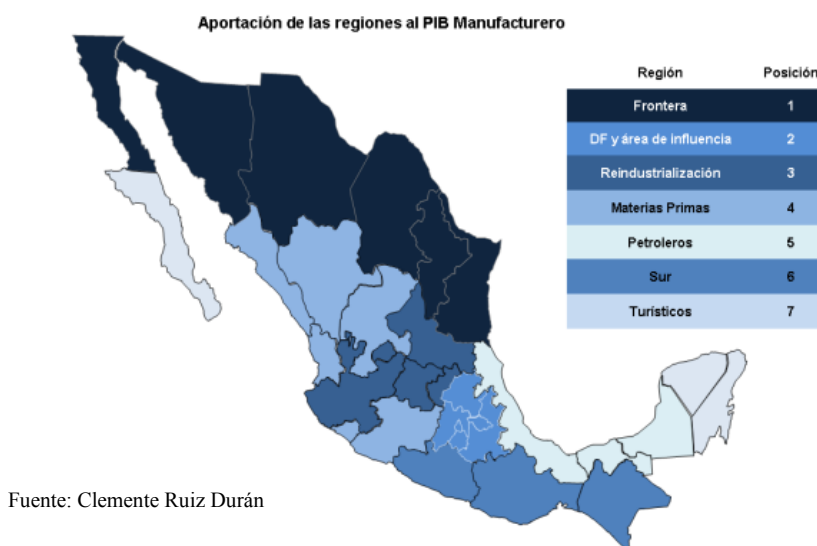 Aportación de las regiones al PIB Manufacturero
Región Posición
Frontera 1
DF y área de influencia 2
Reindustrialización 3
Materias Primas 4
Petroleros 5
Sur 6
Turísticos 7
Fuente: Clemente Ruiz Durán